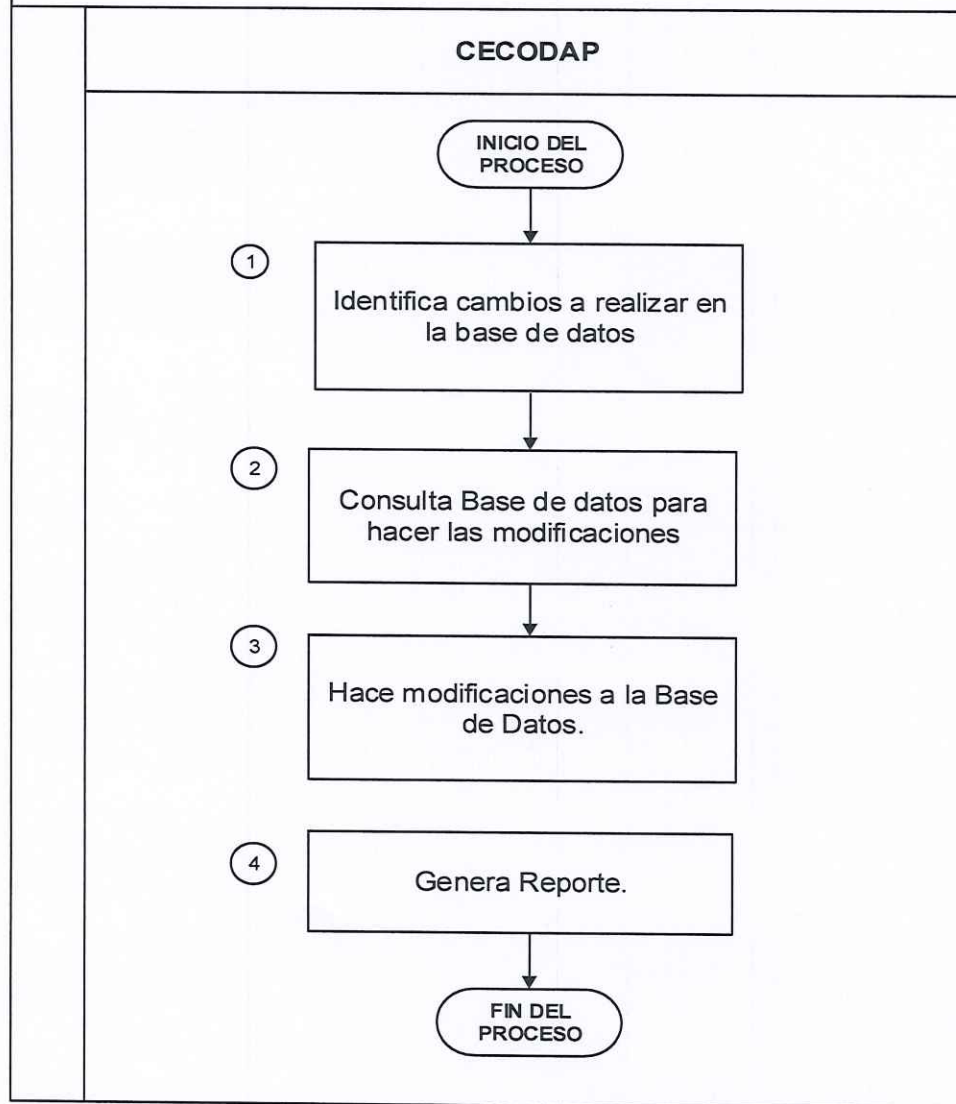 CECODAP
INICIO DEL
PROCESO
1
Identifica cambios a realizar en
la base de datos
2
Consulta Base de datos para
hacer las modificaciones
3
Hace modificaciones a la Base
de Datos.
4
Genera Reporte.
FIN DEL
PROCESO